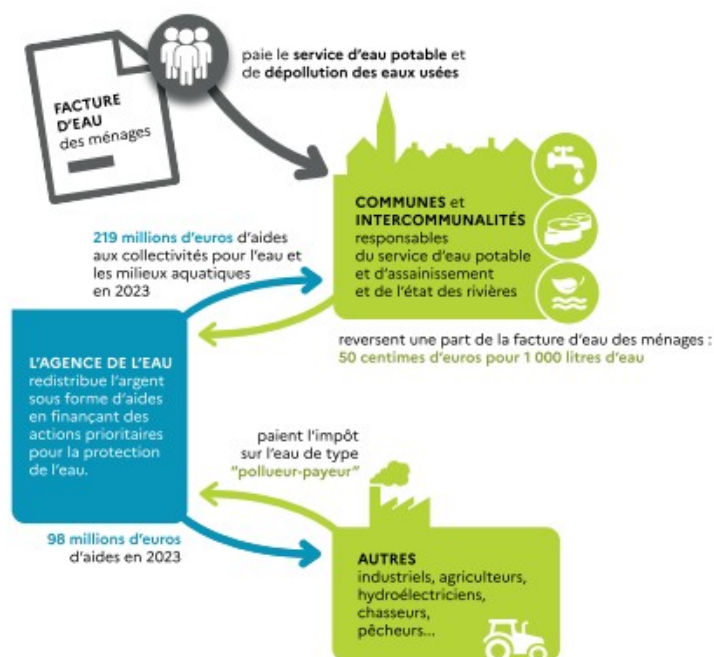 paie le service d'eau potable et
de dépollution des eaux usées
FACTURE
D'EAU
des ménages
COMMUNES et
INTERCOMMUNALITÉS
responsables
du service d'eau potable
et d'assainissement
et de l'état des rivières
219 millions d'euros d'aides
aux collectivités pour l'eau et
les milieux aquatiques
en 2023
reversent une part de la facture d'eau des ménages :
50 centimes d'euros pour 1 000 litres d'eau
L'AGENCE DE L'EAU
redistribue l'argent
sous forme d'aides
en finançant des
actions prioritaires
pour la protection
de l'eau.
paient l'impôt
sur l'eau de type
"pollueur-payeur"
98 millions d'euros
d'aides en 2023
AUTRES
industriels, agriculteurs,
hydroélectriciens,
chasseurs,
pêcheurs...